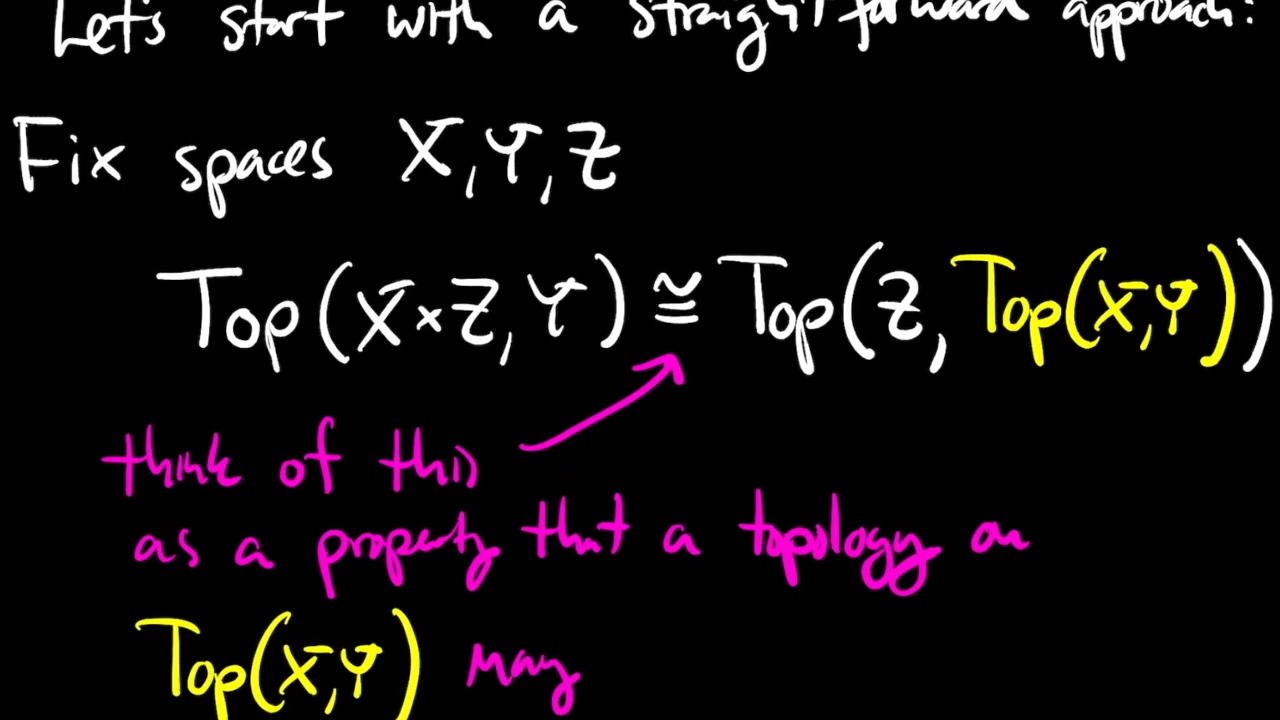 Let's start with a straightforward approach:
Fix spaces X, Y, Z
Top(X×Z, Y) ≅ Top(Z, Top(X, Y))
think of this
as a property that a topology on
Top(X, Y) may